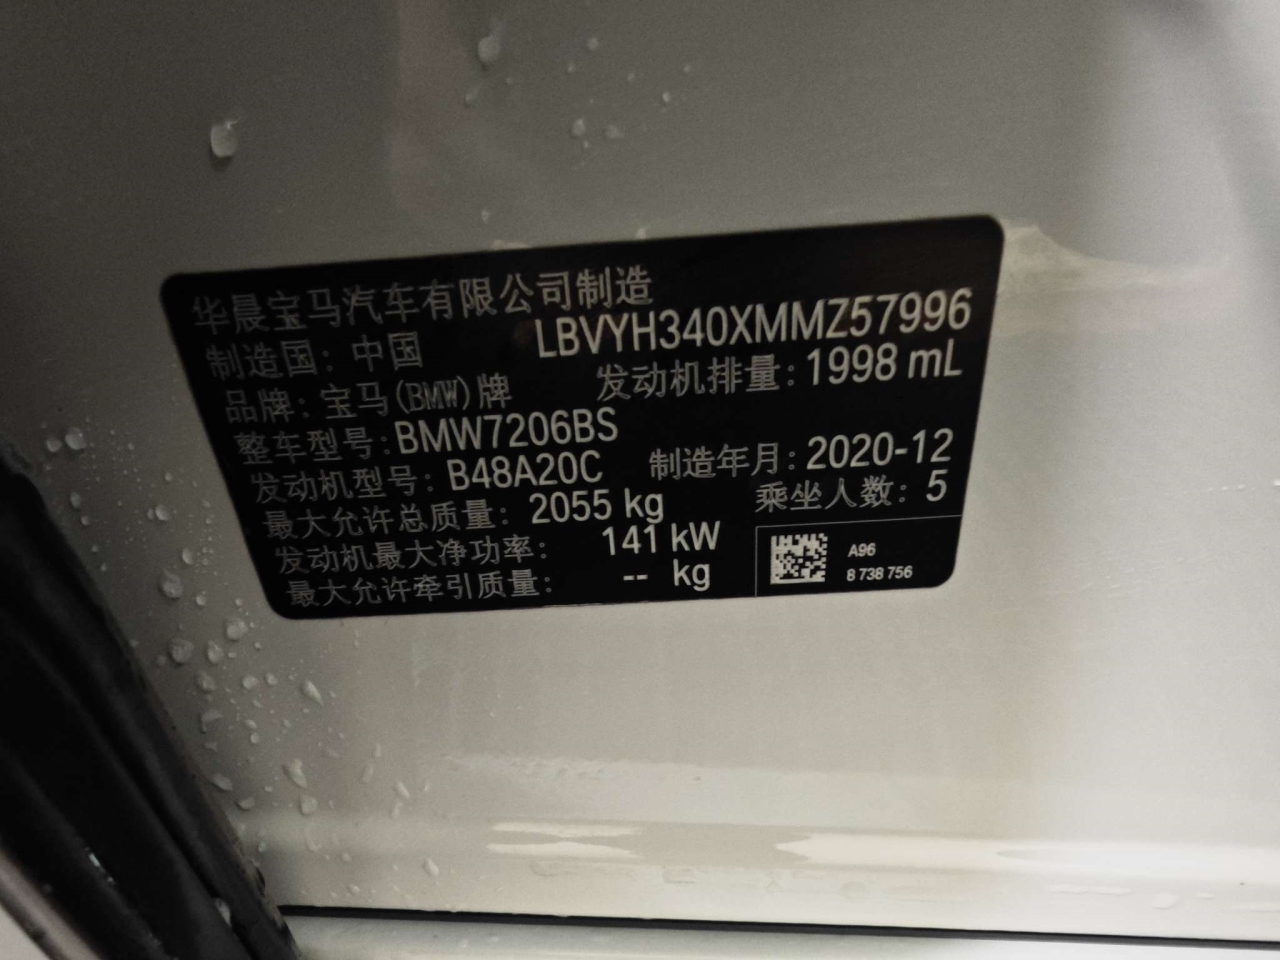 华晨宝马汽车有限公司制造
制造国：中国 LBVYH340XMMZ57996
品牌：宝马(BMW)牌 发动机排量：1998 mL
整车型号：BMW7206BS
发动机型号：B48A20C 制造年月：2020-12
最大允许总质量：2055 kg 乘坐人数：5
发动机最大净功率：141 kW
最大允许牵引质量：-- kg
A96
8 738 756